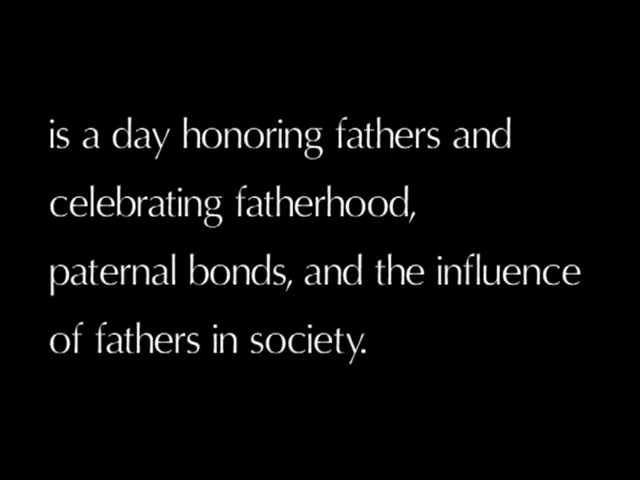 is a day honoring fathers and
celebrating fatherhood,
paternal bonds, and the influence
of fathers in society.